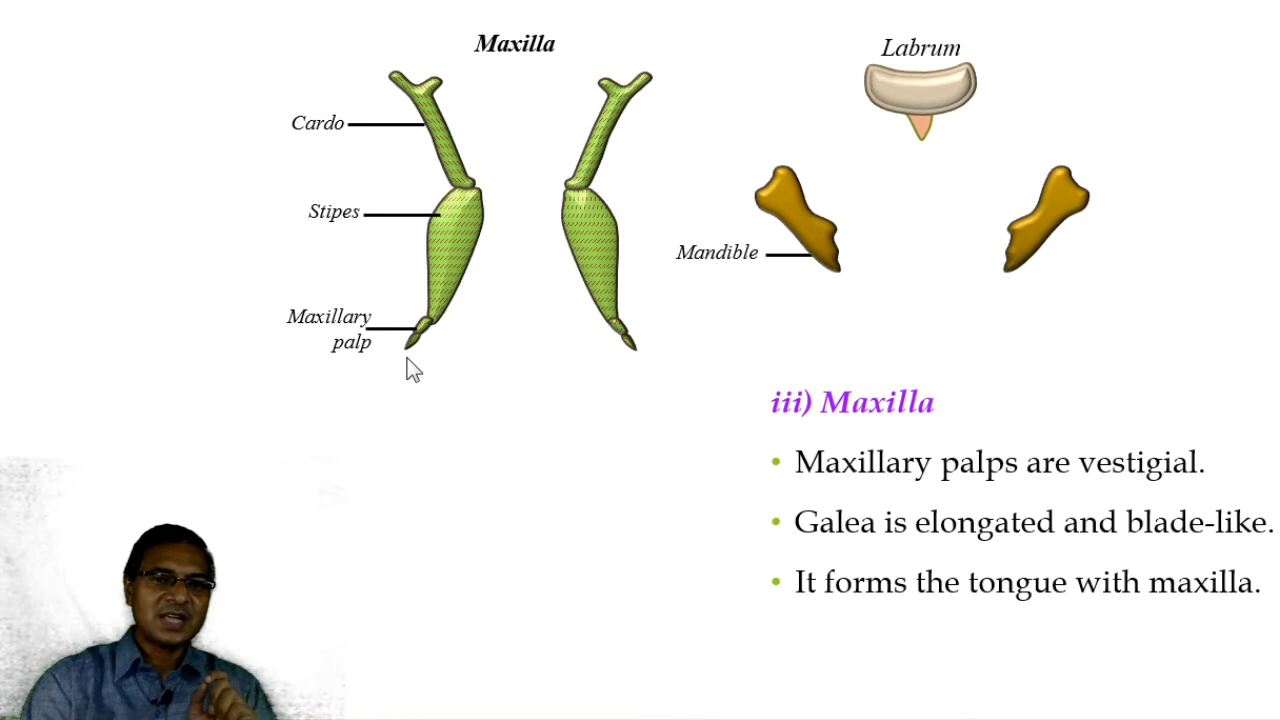 Maxilla
Labrum
Cardo
Stipes
Mandible
Maxillary
palp
iii) Maxilla
• Maxillary palps are vestigial.
• Galea is elongated and blade-like.
• It forms the tongue with maxilla.